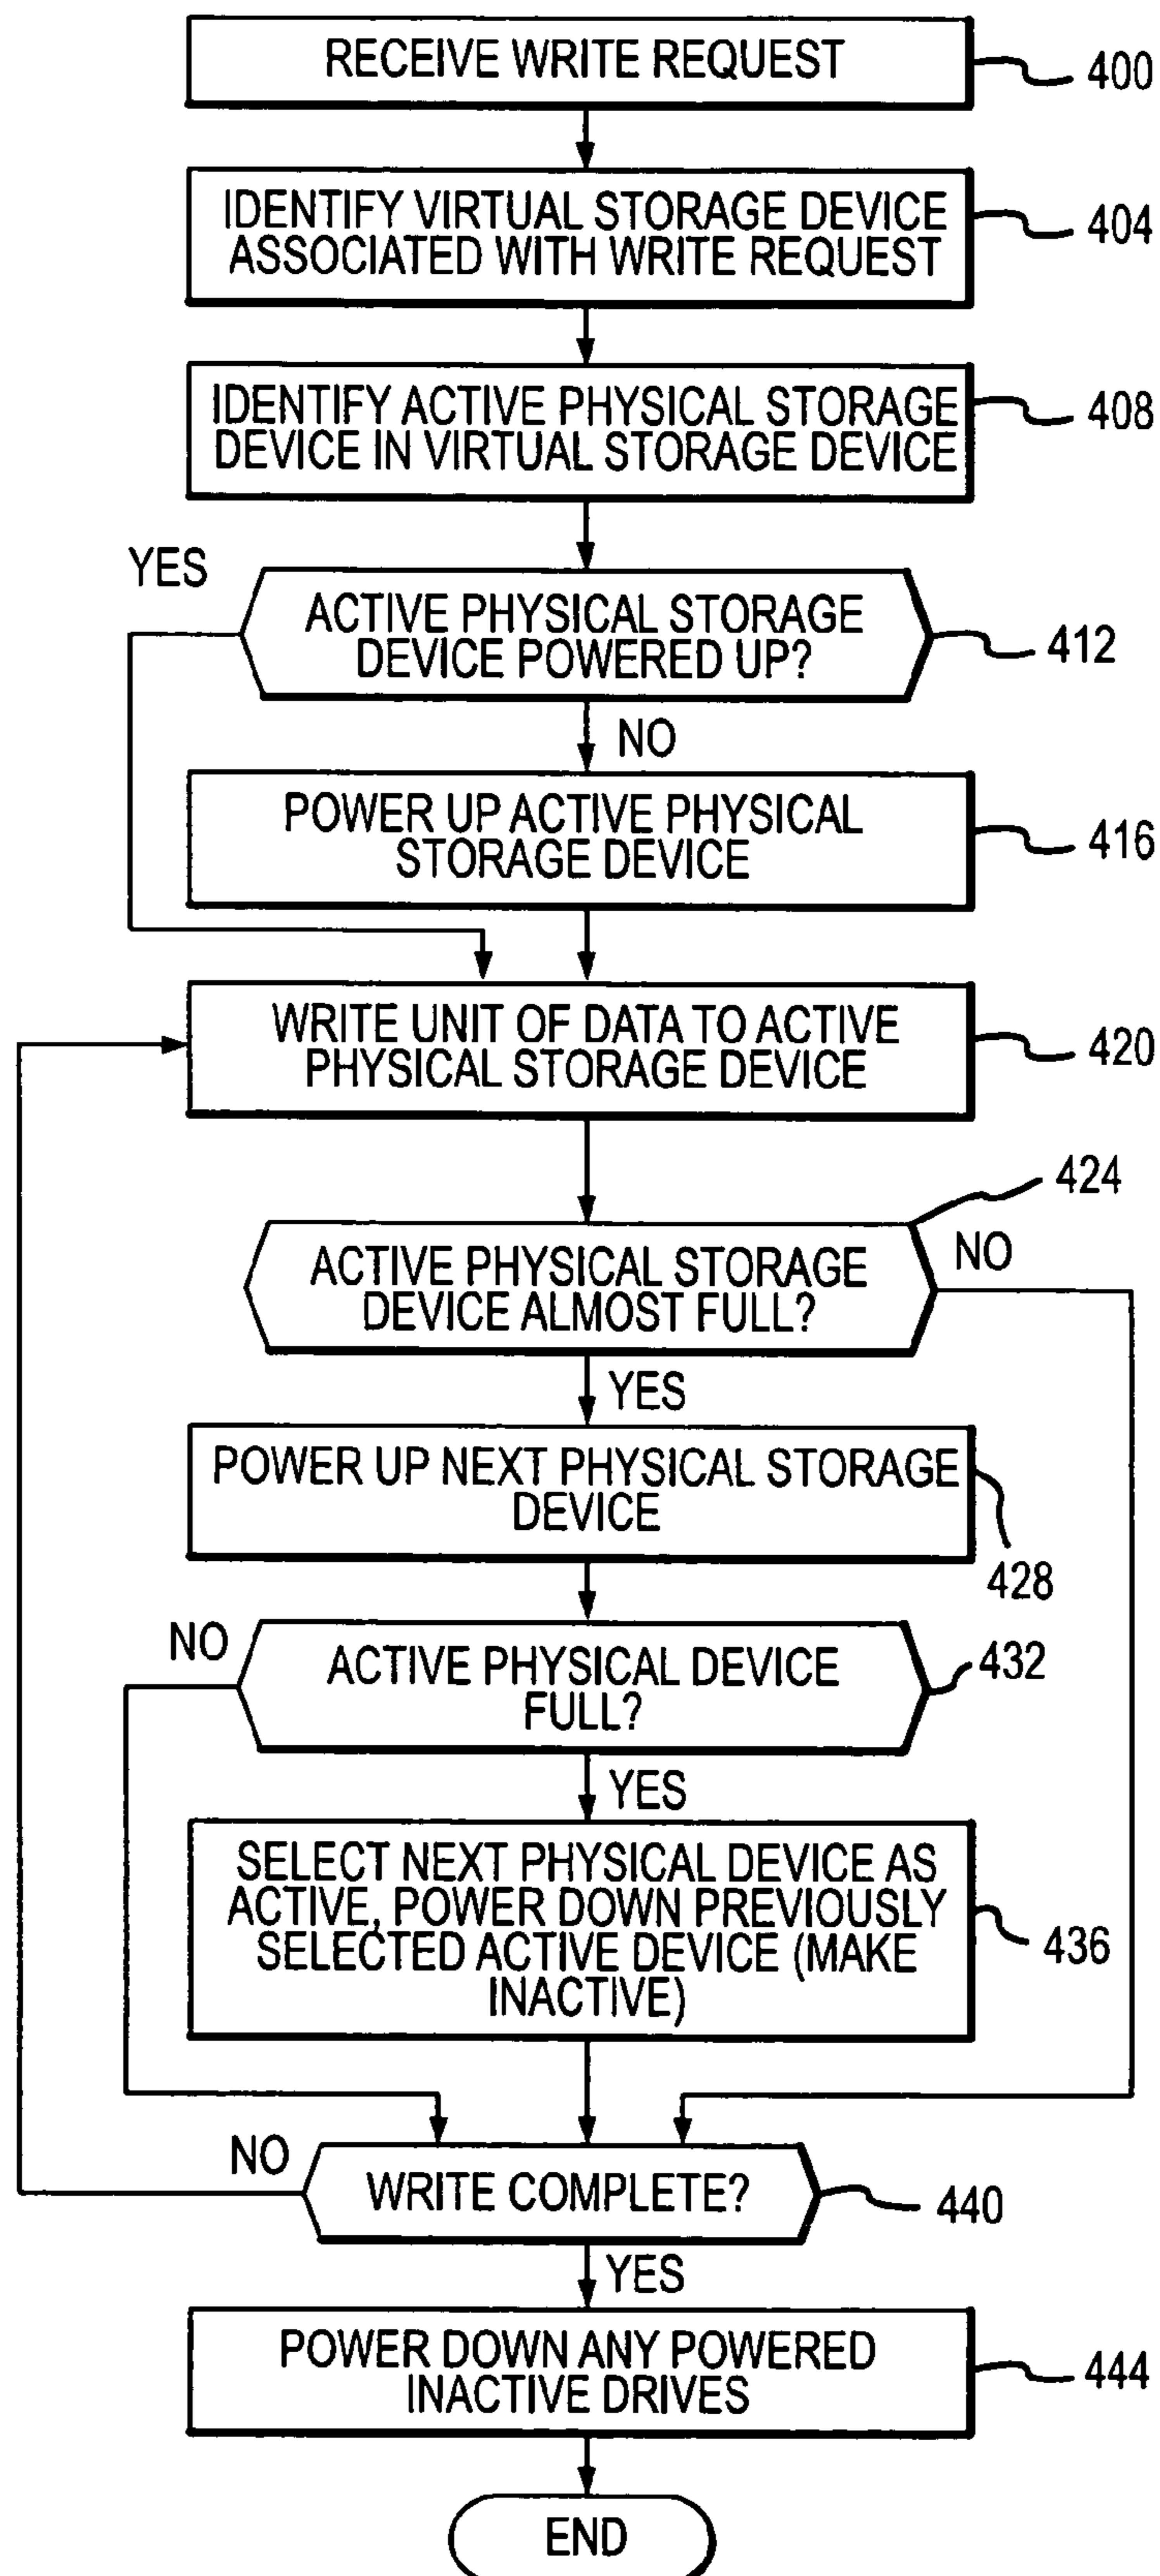 RECEIVE WRITE REQUEST
400
IDENTIFY VIRTUAL STORAGE DEVICE
ASSOCIATED WITH WRITE REQUEST
404
IDENTIFY ACTIVE PHYSICAL STORAGE
DEVICE IN VIRTUAL STORAGE DEVICE
408
YES
ACTIVE PHYSICAL STORAGE
DEVICE POWERED UP?
412
NO
POWER UP ACTIVE PHYSICAL
STORAGE DEVICE
416
WRITE UNIT OF DATA TO ACTIVE
PHYSICAL STORAGE DEVICE
420
424
ACTIVE PHYSICAL STORAGE
DEVICE ALMOST FULL?
NO
YES
POWER UP NEXT PHYSICAL STORAGE
DEVICE
428
NO
ACTIVE PHYSICAL DEVICE
FULL?
432
YES
SELECT NEXT PHYSICAL DEVICE AS
ACTIVE, POWER DOWN PREVIOUSLY
SELECTED ACTIVE DEVICE (MAKE
INACTIVE)
436
NO
WRITE COMPLETE?
440
YES
POWER DOWN ANY POWERED
INACTIVE DRIVES
444
END